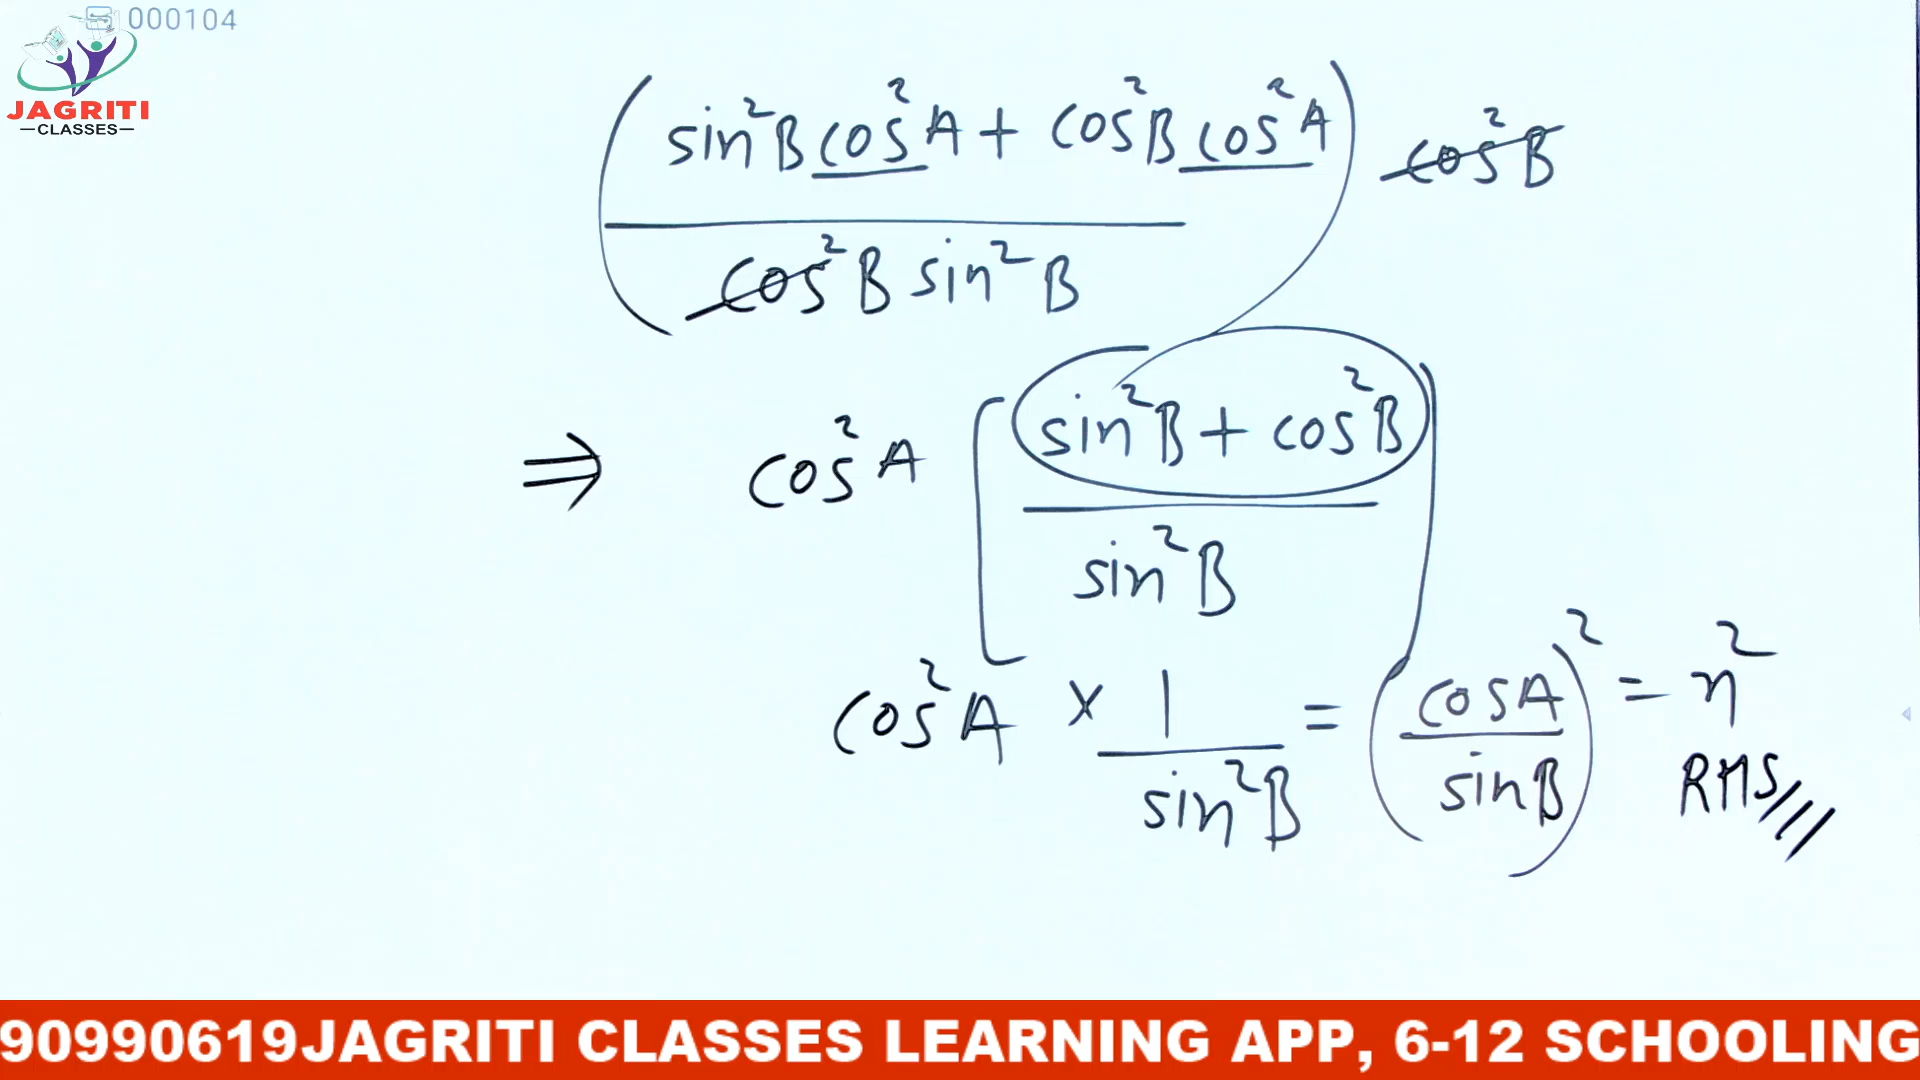 000104
JAGRITI
CLASSES
(sin²B cos²A + cos²B cos²A) cos²B
cos²B sin²B
⇒ cos²A [sin²B + cos²B]
sin²B
cos²A × 1 = (cosA)² = n²
sin²B sinB
RHS
90990619JAGRITI CLASSES LEARNING APP, 6-12 SCHOOLING